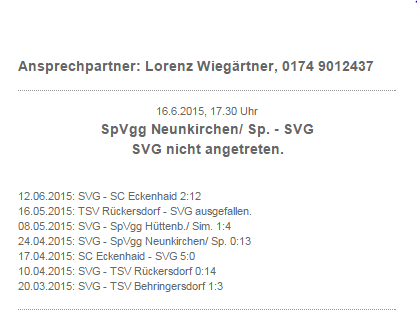 Ansprechpartner: Lorenz Wiegärtner, 0174 9012437
16.6.2015, 17.30 Uhr
SpVgg Neunkirchen/ Sp. - SVG
SVG nicht angetreten.
12.06.2015: SVG - SC Eckenhaid 2:12
16.05.2015: TSV Rückersdorf - SVG ausgefallen.
08.05.2015: SVG - SpVgg Hüttenb./ Sim. 1:4
24.04.2015: SVG - SpVgg Neunkirchen/ Sp. 0:13
17.04.2015: SC Eckenhaid - SVG 5:0
10.04.2015: SVG - TSV Rückersdorf 0:14
20.03.2015: SVG - TSV Behringersdorf 1:3